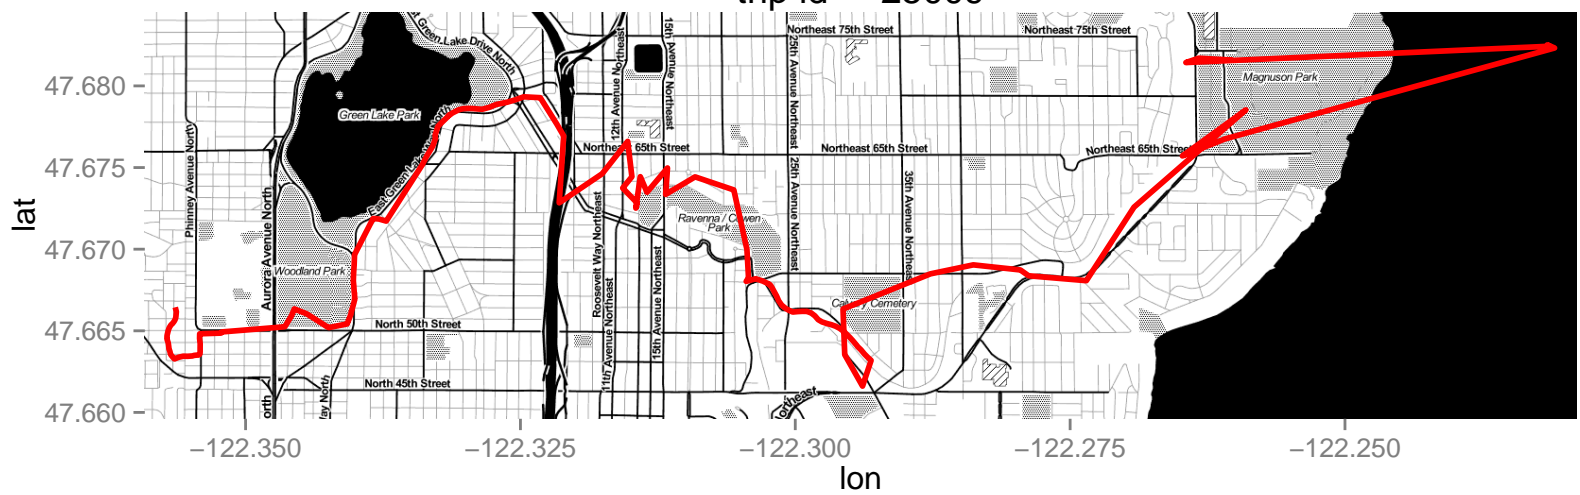 Northeast 75th Street
Northeast 75th Street
Green Lake Drive North
15th Avenue Northeast
12th Avenue Northeast
25th Avenue Northeast
Magnuson Park
Green Lake Park
47.680
47.675
47.670
47.665
47.660
lat
Northeast 65th Street
Northeast 65th Street
Phinney Avenue North
East Green Lake Way North
Aurora Avenue North
25th Avenue Northeast
35th Avenue Northeast
Roosevelt Way Northeast
Ravenna / Cowen
Park
15th Avenue Northeast
Woodland Park
11th Avenue Northeast
Calvary Cemetery
North 50th Street
North 45th Street
−122.350
−122.325
−122.300
−122.275
−122.250
lon